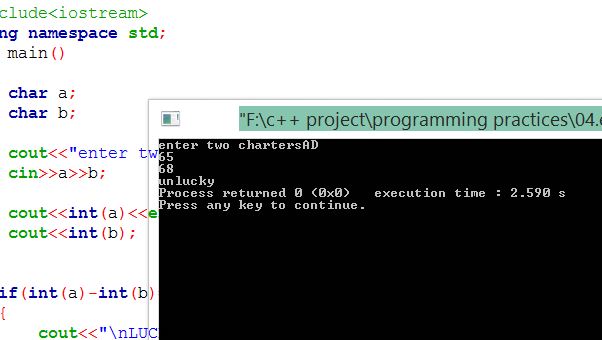 clude<iostream>
ng namespace std;
main()
char a;
char b;
cout<<"enter tw
cin>>a>>b;
cout<<int(a)<<e
cout<<int(b);
if(int(a)-int(b)
{
cout<<"\nLUC
"F:\c++ project\programming practices\04.e
enter two chartersAD
65
68
unlucky
Process returned 0 (0x0)   execution time : 2.590 s
Press any key to continue.